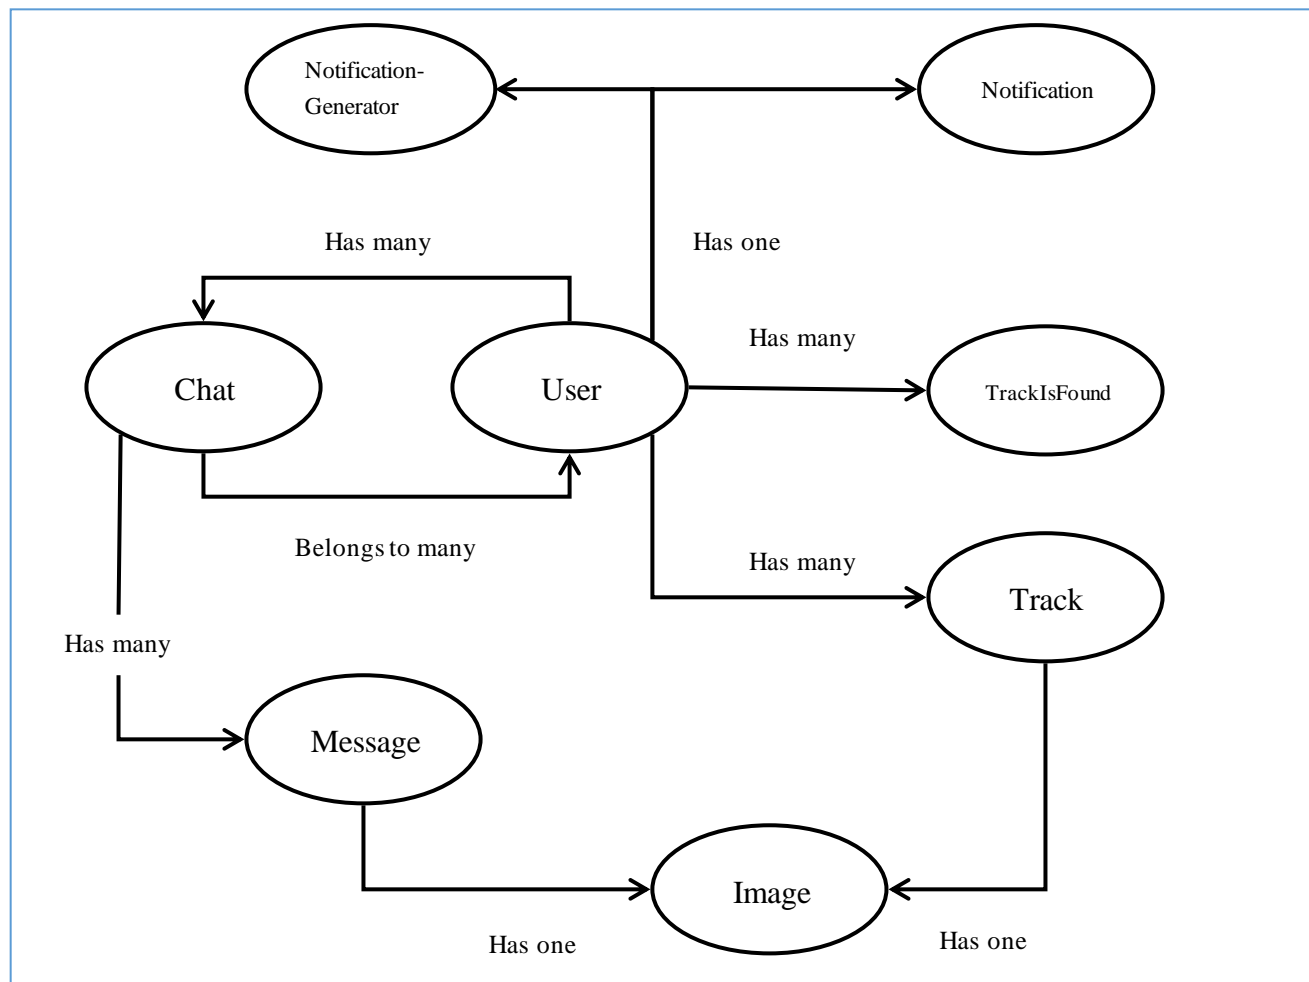 Notification-
Generator
Notification
Has many
Has one
Has many
Chat
User
TrackIsFound
Belongs to many
Has many
Track
Has many
Message
Image
Has one
Has one